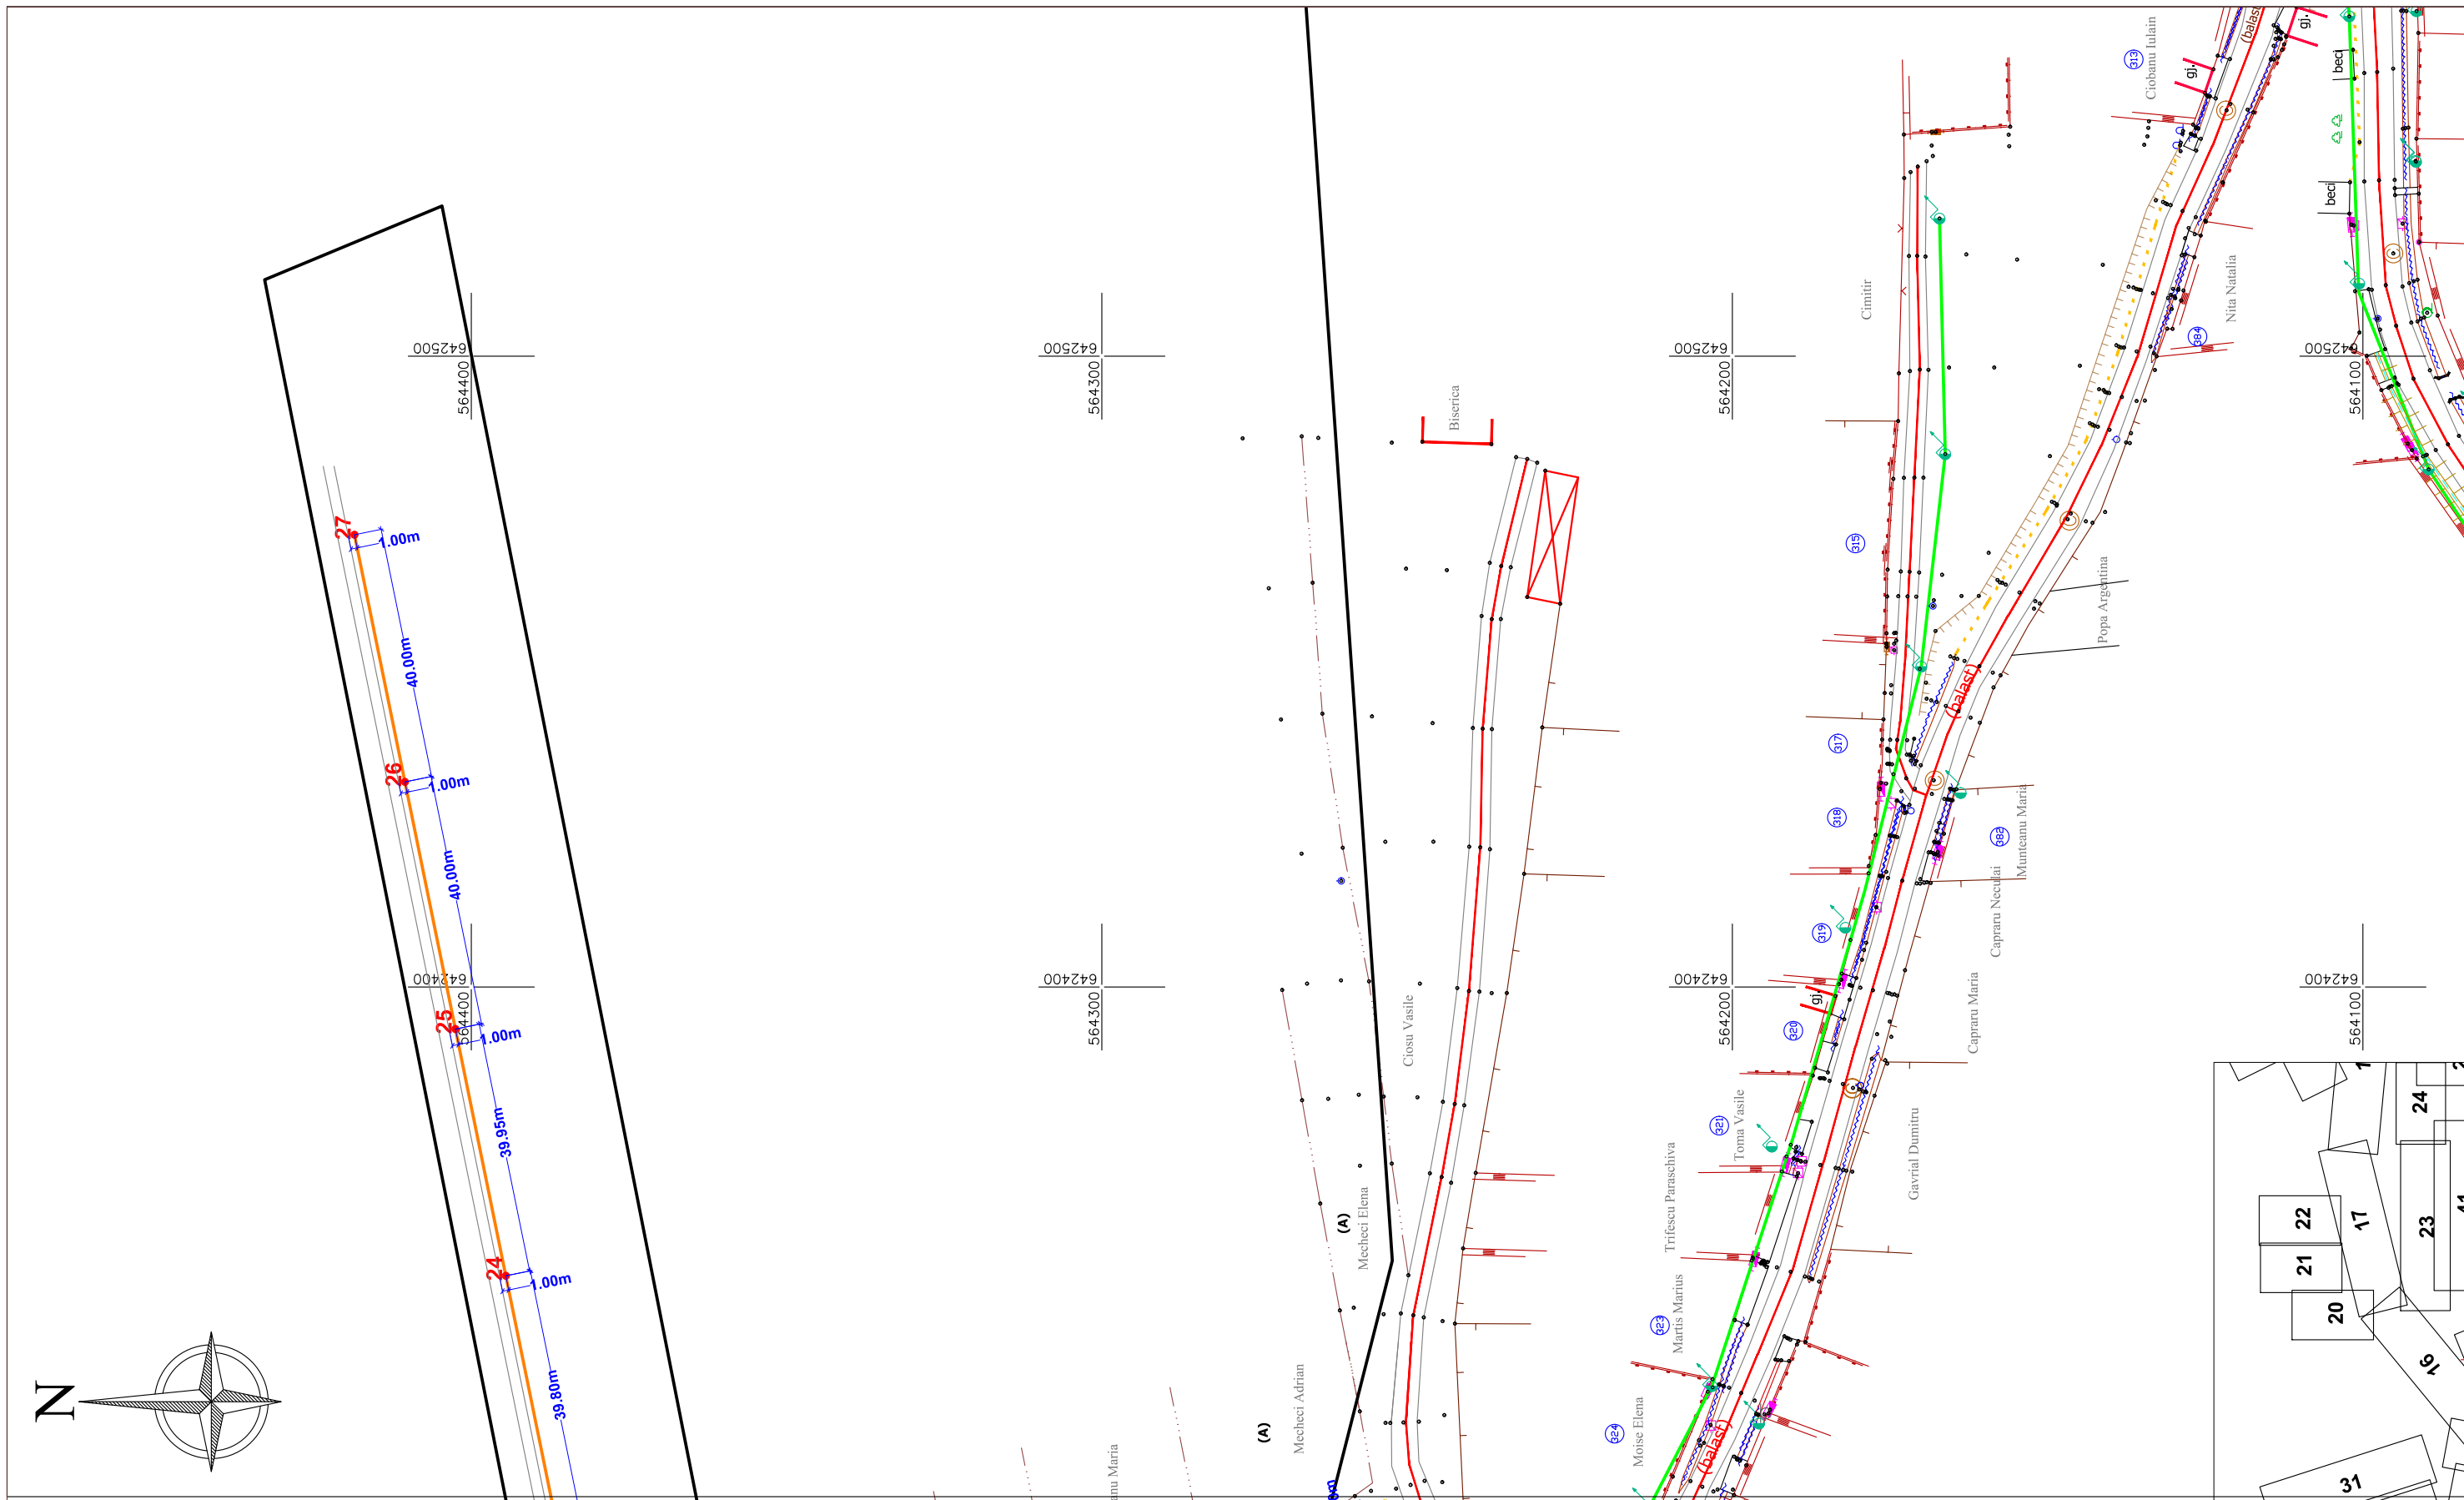 N
27
1.00m
40.00m
26
1.00m
40.00m
25
1.00m
39.95m
24
1.00m
39.80m
642500
564400
642500
564300
642500
564200
642500
564100
642400
564400
642400
564300
642400
564200
642400
564100
Biserica
Cimitir
Ciosu Vasile
(A)
Mecheci Elena
(A)
Mecheci Adrian
anu Maria
313
Ciobanu Iulain
gj.
gj.
(balast
beci
beci
384
Nita Natalia
315
Popa Argentina
(balast)
317
318
382
Munteanu Maria
319
Capraru Neculai
gj.
320
Capraru Maria
321
Toma Vasile
Gavrial Dumitru
Trifescu Paraschiva
323
Martis Marius
324
Moise Elena
(balast)
24
22
17
23
21
20
16
31